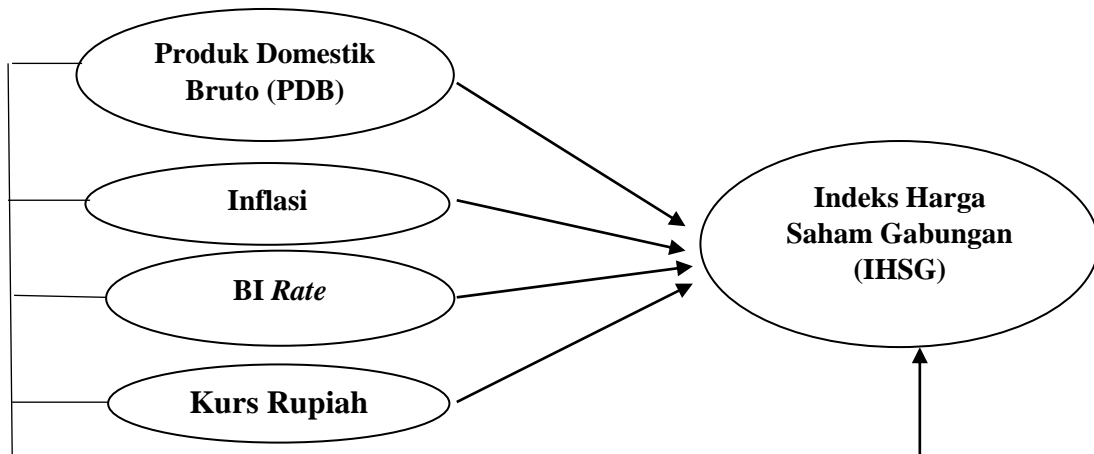 Produk Domestik
Bruto (PDB)
Inflasi
BI Rate
Kurs Rupiah
Indeks Harga
Saham Gabungan
(IHSG)